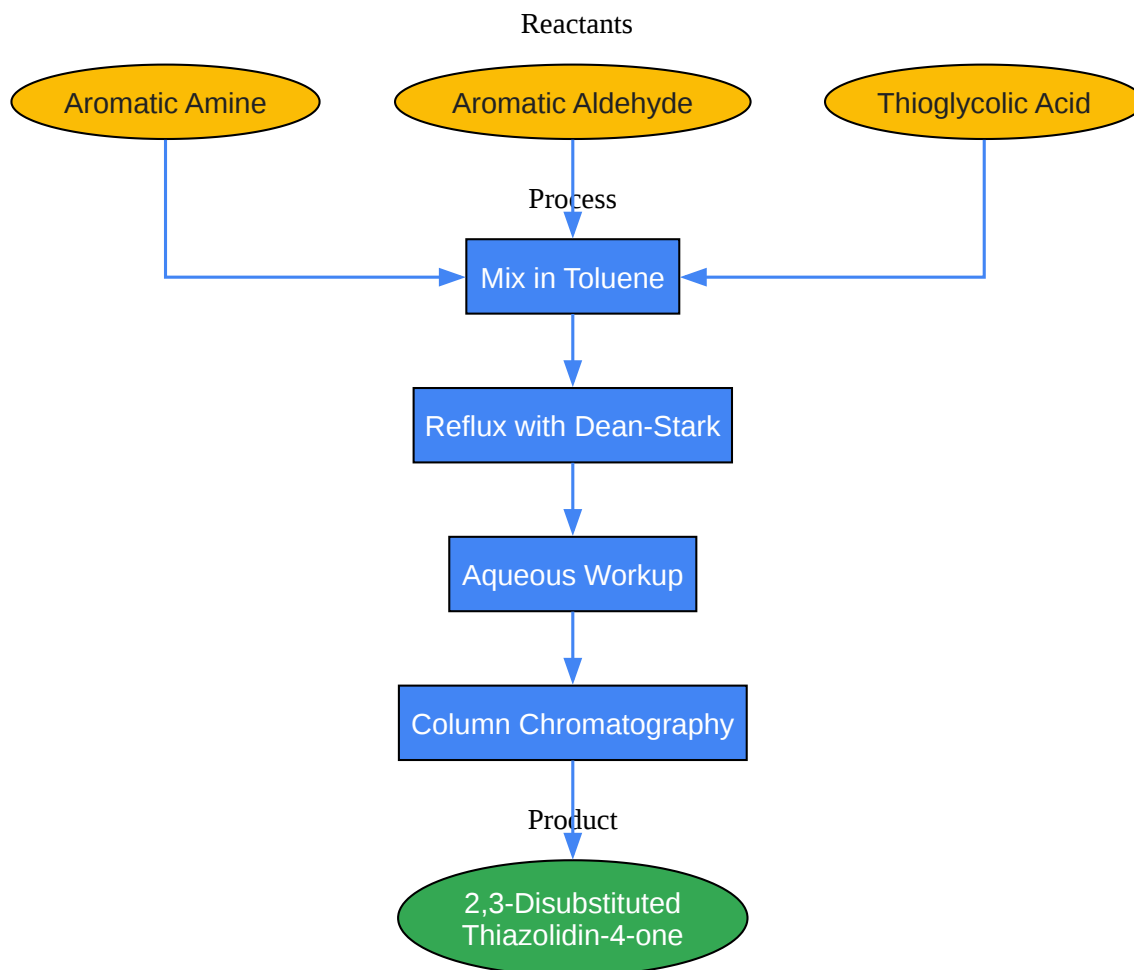 Reactants
Aromatic Amine
Aromatic Aldehyde
Thioglycolic Acid
Process
Mix in Toluene
Reflux with Dean-Stark
Aqueous Workup
Column Chromatography
Product
2,3-Disubstituted
Thiazolidin-4-one